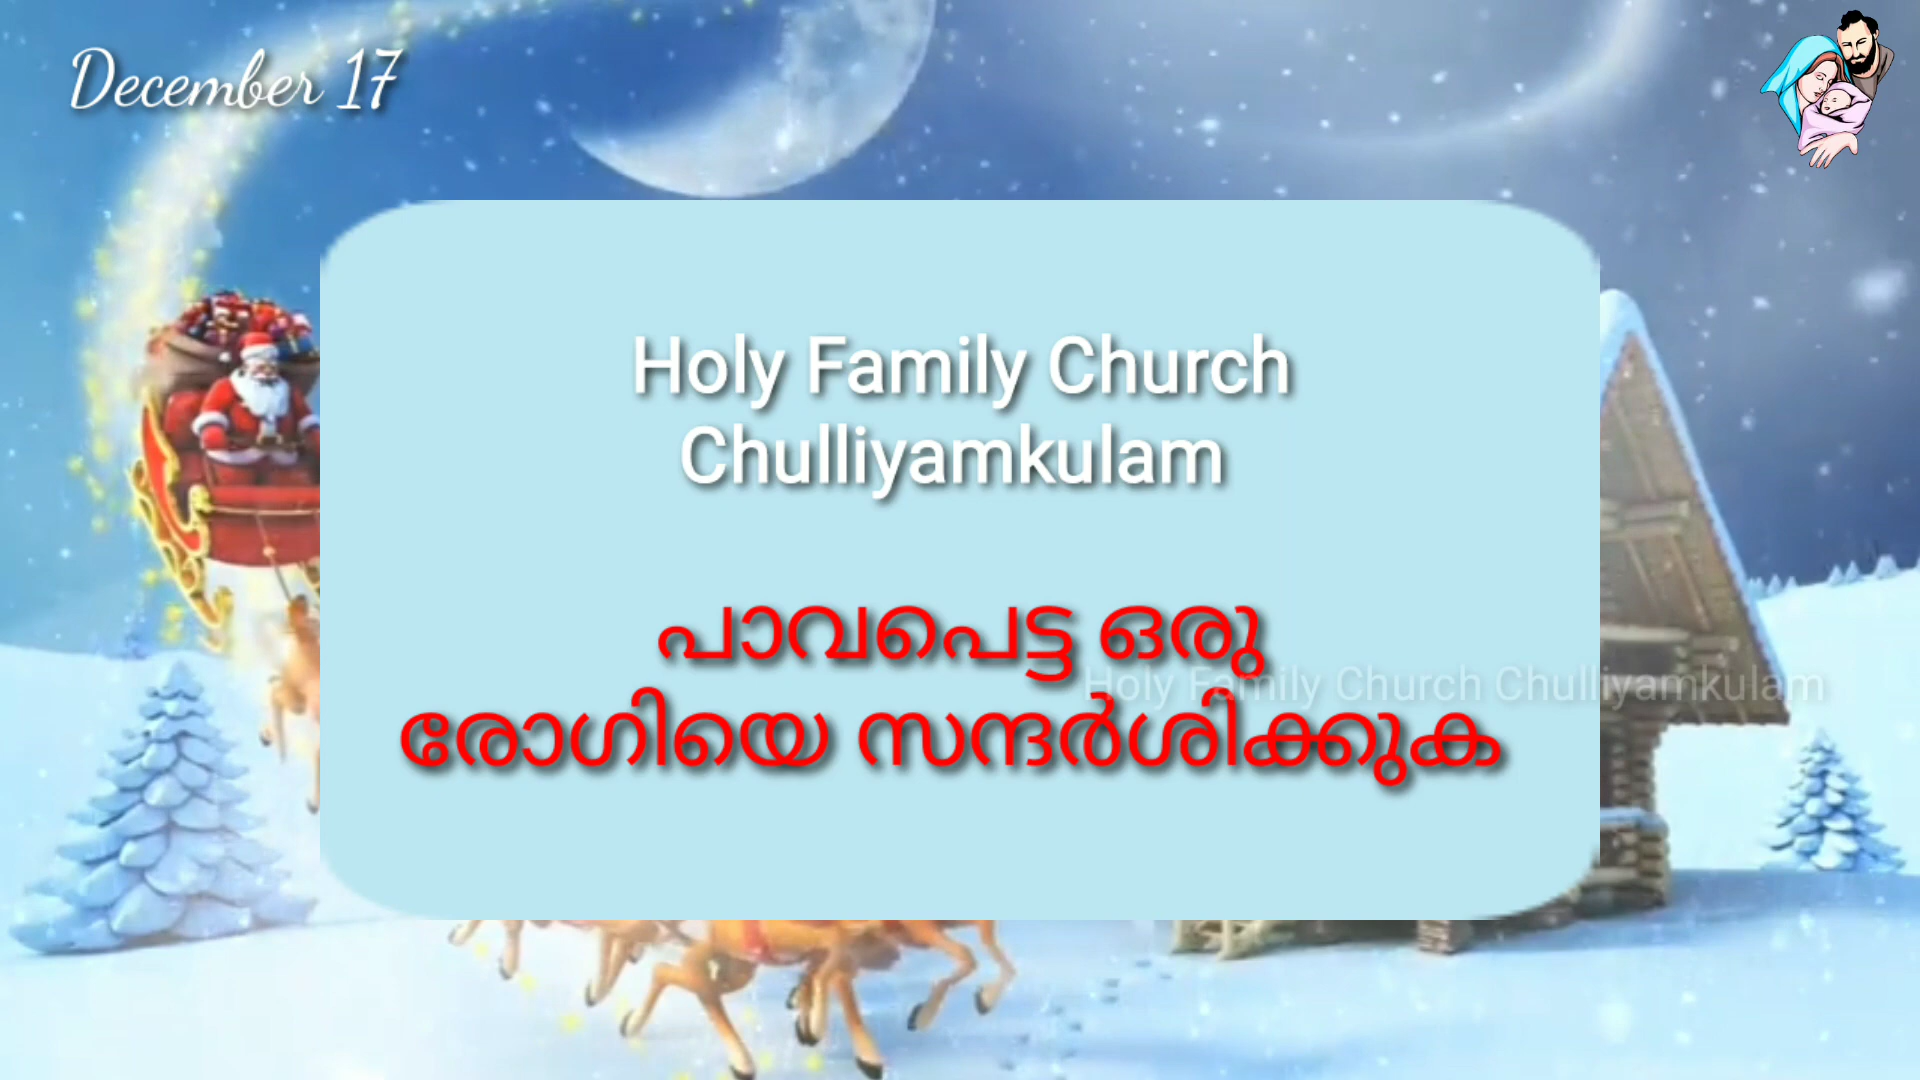 December 17
Holy Family Church
Chulliyamkulam
പാവപെട്ട ഒരു
Holy Family Church Chulliyamkulam
രോഗിയെ സന്ദർശിക്കുക